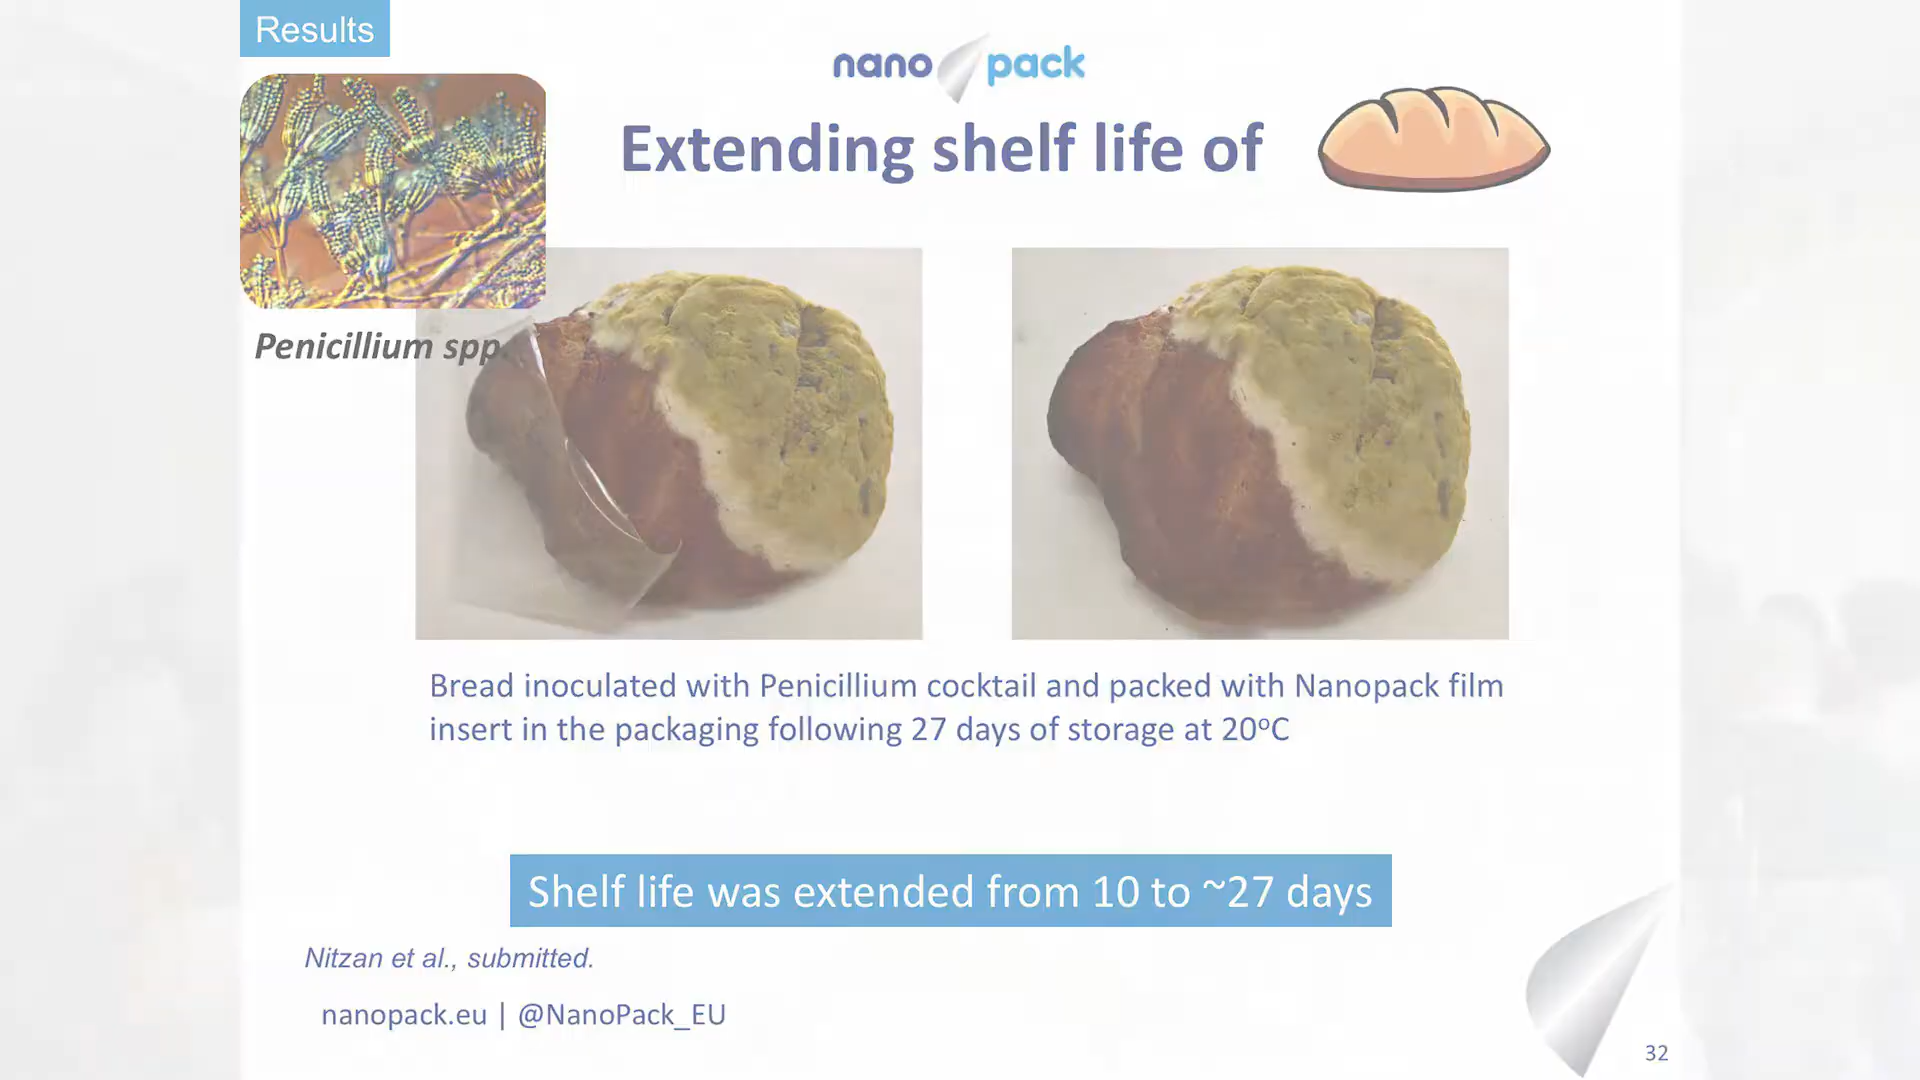 Results
nano pack
Extending shelf life of
Penicillium spp.
Bread inoculated with Penicillium cocktail and packed with Nanopack film
insert in the packaging following 27 days of storage at 20°C
Shelf life was extended from 10 to ~27 days
Nitzan et al., submitted.
nanopack.eu | @NanoPack_EU
32